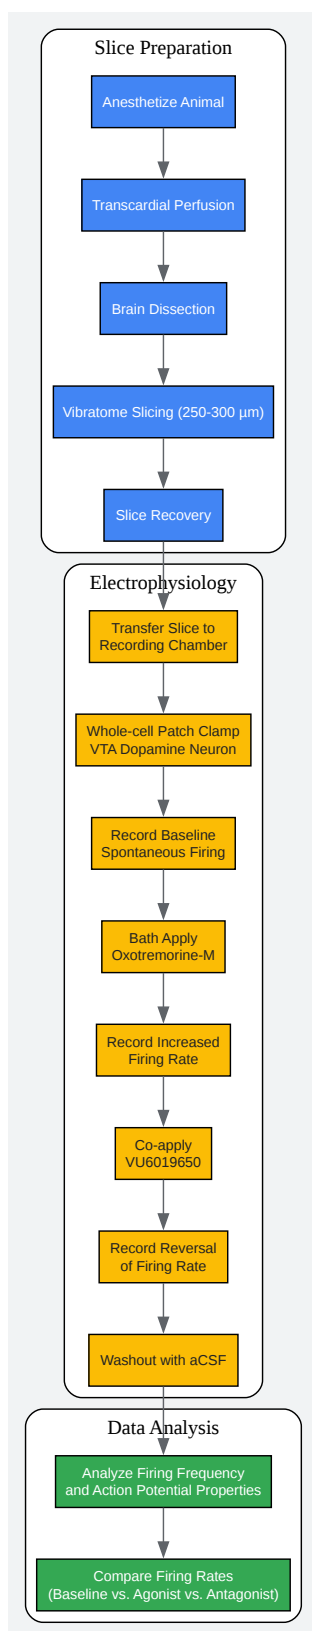 Slice Preparation
Anesthetize Animal
Transcardial Perfusion
Brain Dissection
Vibratome Slicing (250-300 µm)
Slice Recovery
Electrophysiology
Transfer Slice to
Recording Chamber
Whole-cell Patch Clamp
VTA Dopamine Neuron
Record Baseline
Spontaneous Firing
Bath Apply
Oxotremorine-M
Record Increased
Firing Rate
Co-apply
VU6019650
Record Reversal
of Firing Rate
Washout with aCSF
Data Analysis
Analyze Firing Frequency
and Action Potential Properties
Compare Firing Rates
(Baseline vs. Agonist vs. Antagonist)